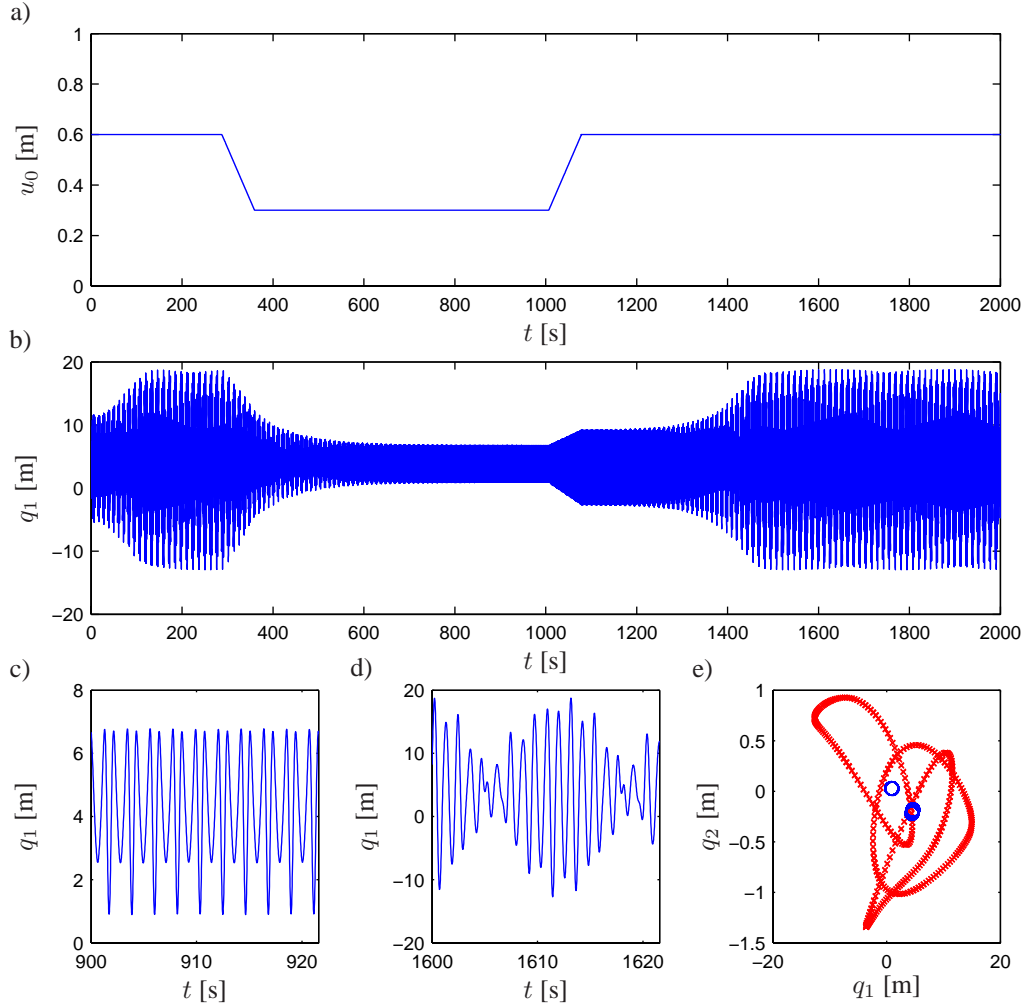 a)
1
0.8
0.6
0.4
0.2
0
u₀ [m]
0 200 400 600 800 1000 1200 1400 1600 1800 2000
t [s]
b)
20
10
0
−10
−20
q₁ [m]
0 200 400 600 800 1000 1200 1400 1600 1800 2000
t [s]
c)
8
6
4
2
0
q₁ [m]
900 910 920
t [s]
d)
20
10
0
−10
−20
q₁ [m]
1600 1610 1620
t [s]
e)
1
0.5
0
−0.5
−1
−1.5
q₂ [m]
−20 0 20
q₁ [m]